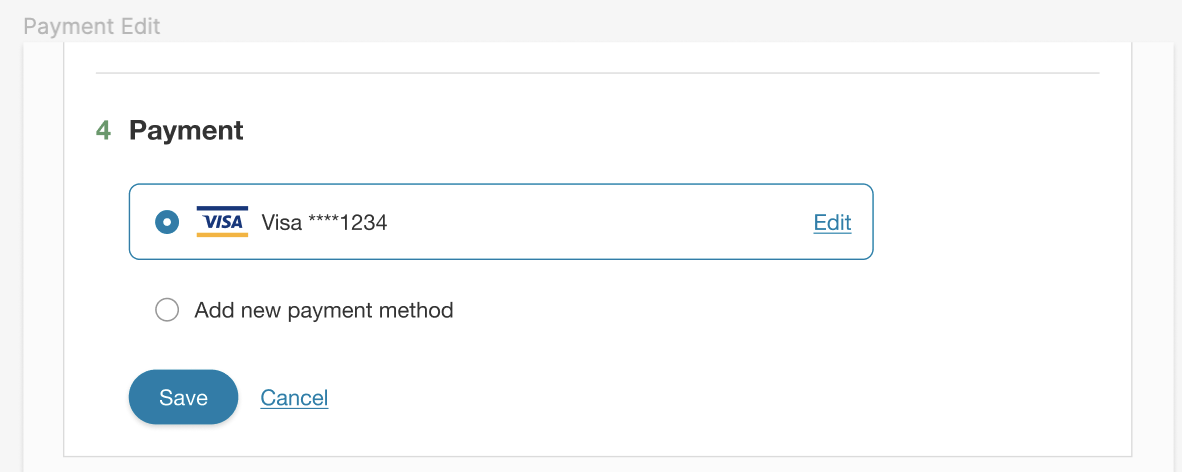 Payment Edit
4 Payment
VISA Visa ****1234 Edit
Add new payment method
Save Cancel